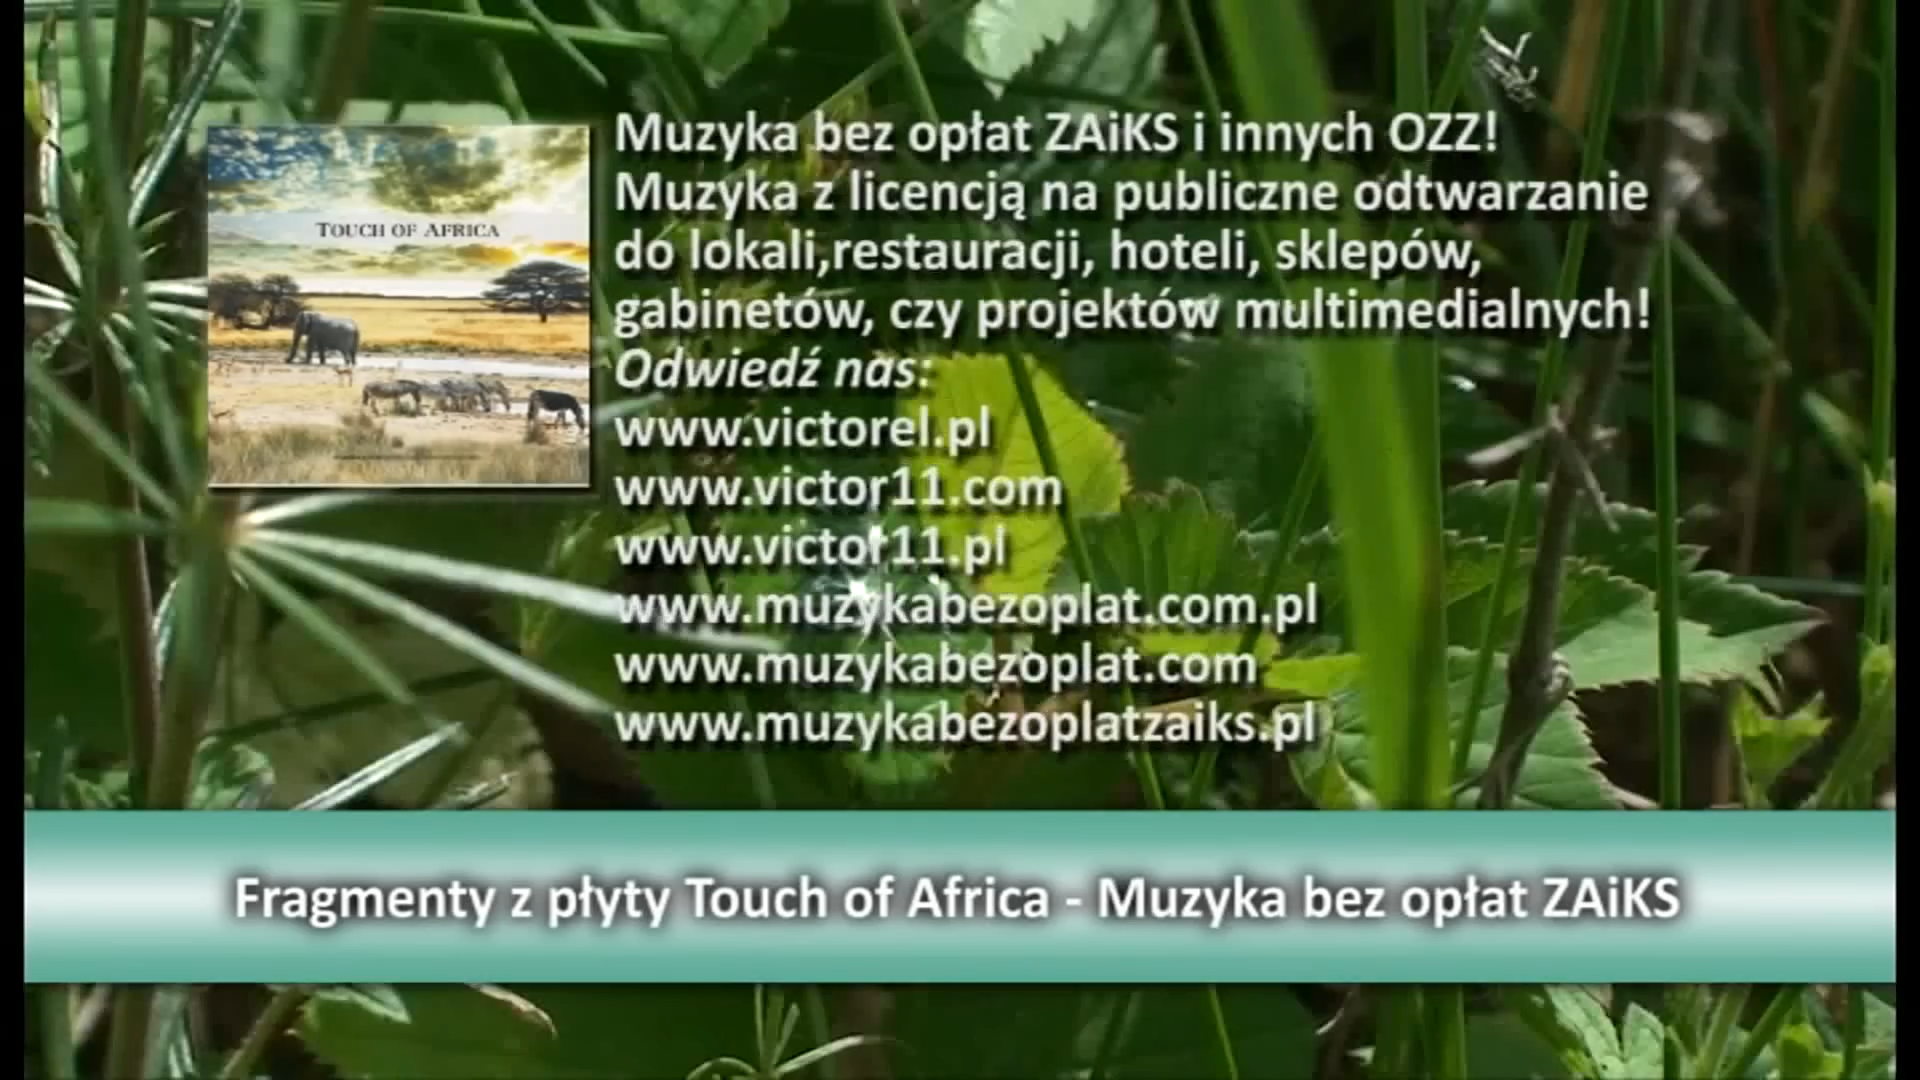 TOUCH OF AFRICA
Muzyka bez opłat ZAiKS i innych OZZ!
Muzyka z licencją na publiczne odtwarzanie
do lokali,restauracji, hoteli, sklepów,
gabinetów, czy projektów multimedialnych!
Odwiedź nas:
www.victorel.pl
www.victor11.com
www.victor11.pl
www.muzykabezoplat.com.pl
www.muzykabezoplat.com
www.muzykabezoplatzaiks.pl
Fragmenty z płyty Touch of Africa - Muzyka bez opłat ZAiKS